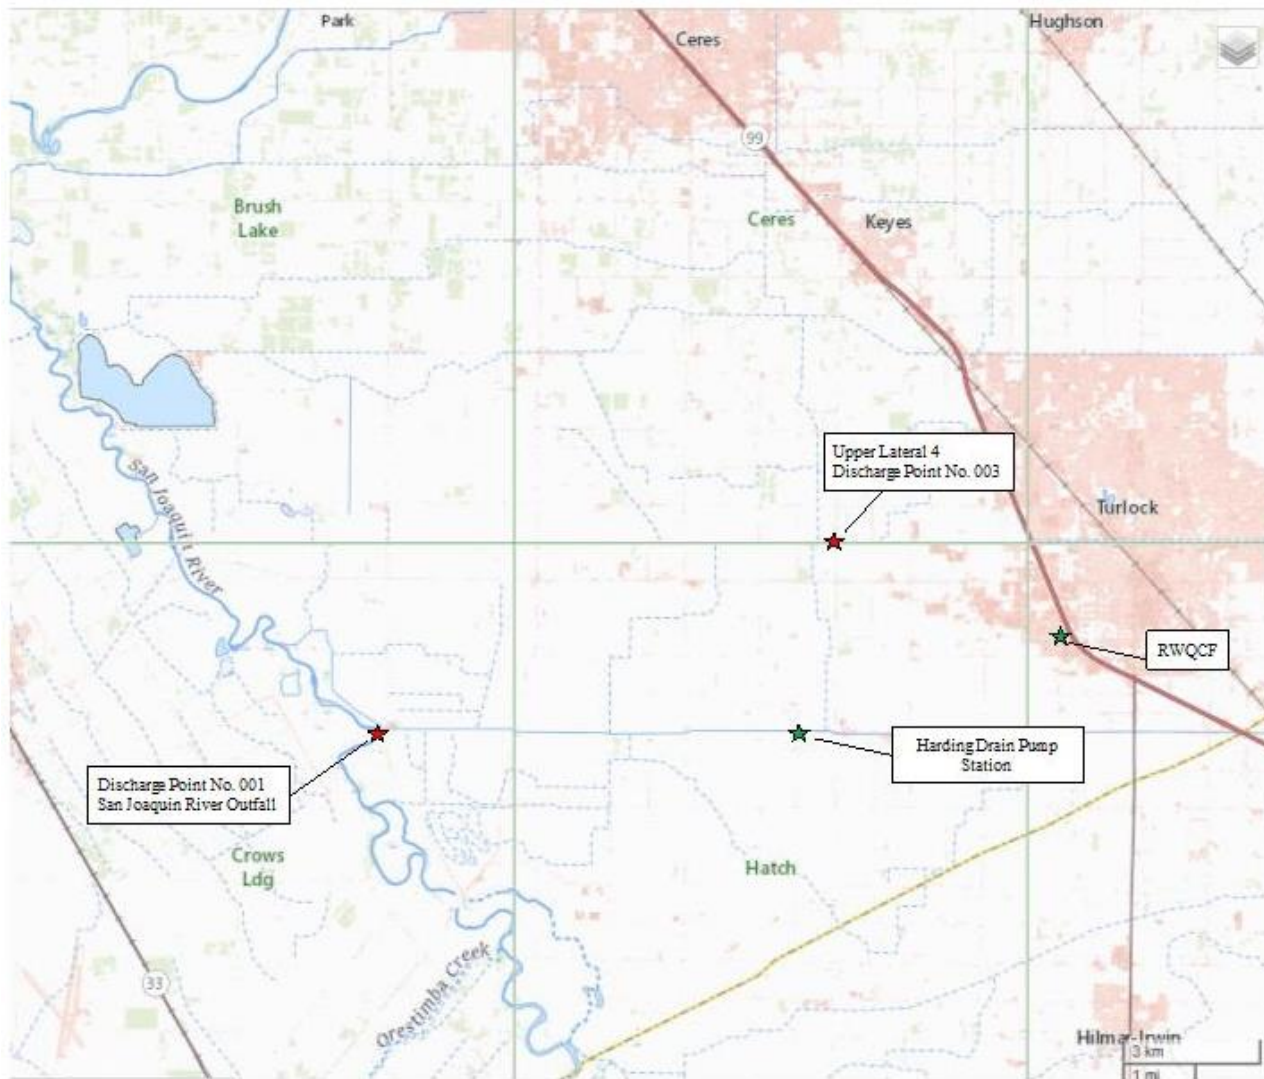 Park
Ceres
Hughson
99
Brush
Lake
Ceres
Keyes
Upper Lateral 4
Discharge Point No. 003
Turlock
San Joaquin River
RWQCF
Harding Drain Pump
Station
Discharge Point No. 001
San Joaquin River Outfall
Crows
Ldg
Hatch
Orestimba Creek
33
Hilmar-Irwin
3 km
1 mi